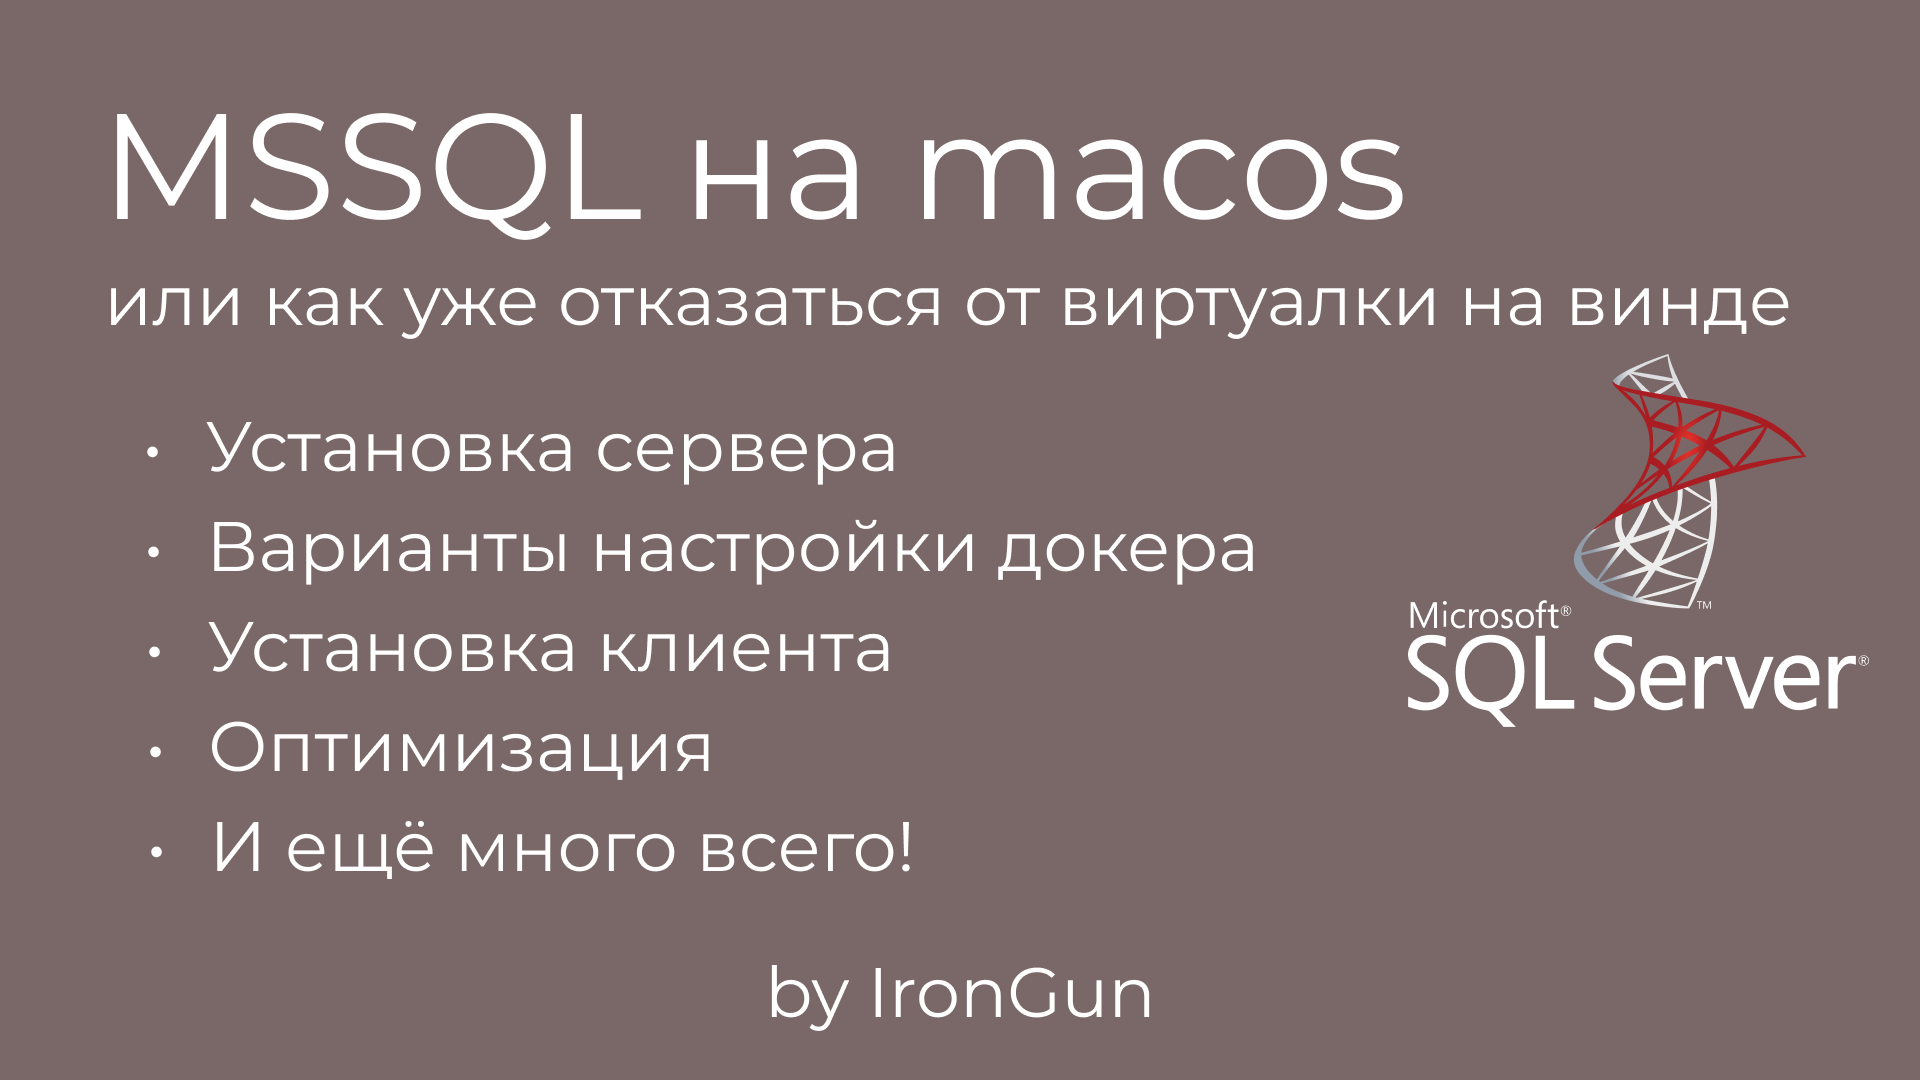 MSSQL на macos
или как уже отказаться от виртуалки на винде
• Установка сервера
• Варианты настройки докера
• Установка клиента
• Оптимизация
• И ещё много всего!
™
Microsoft®
SQL Server®
by IronGun